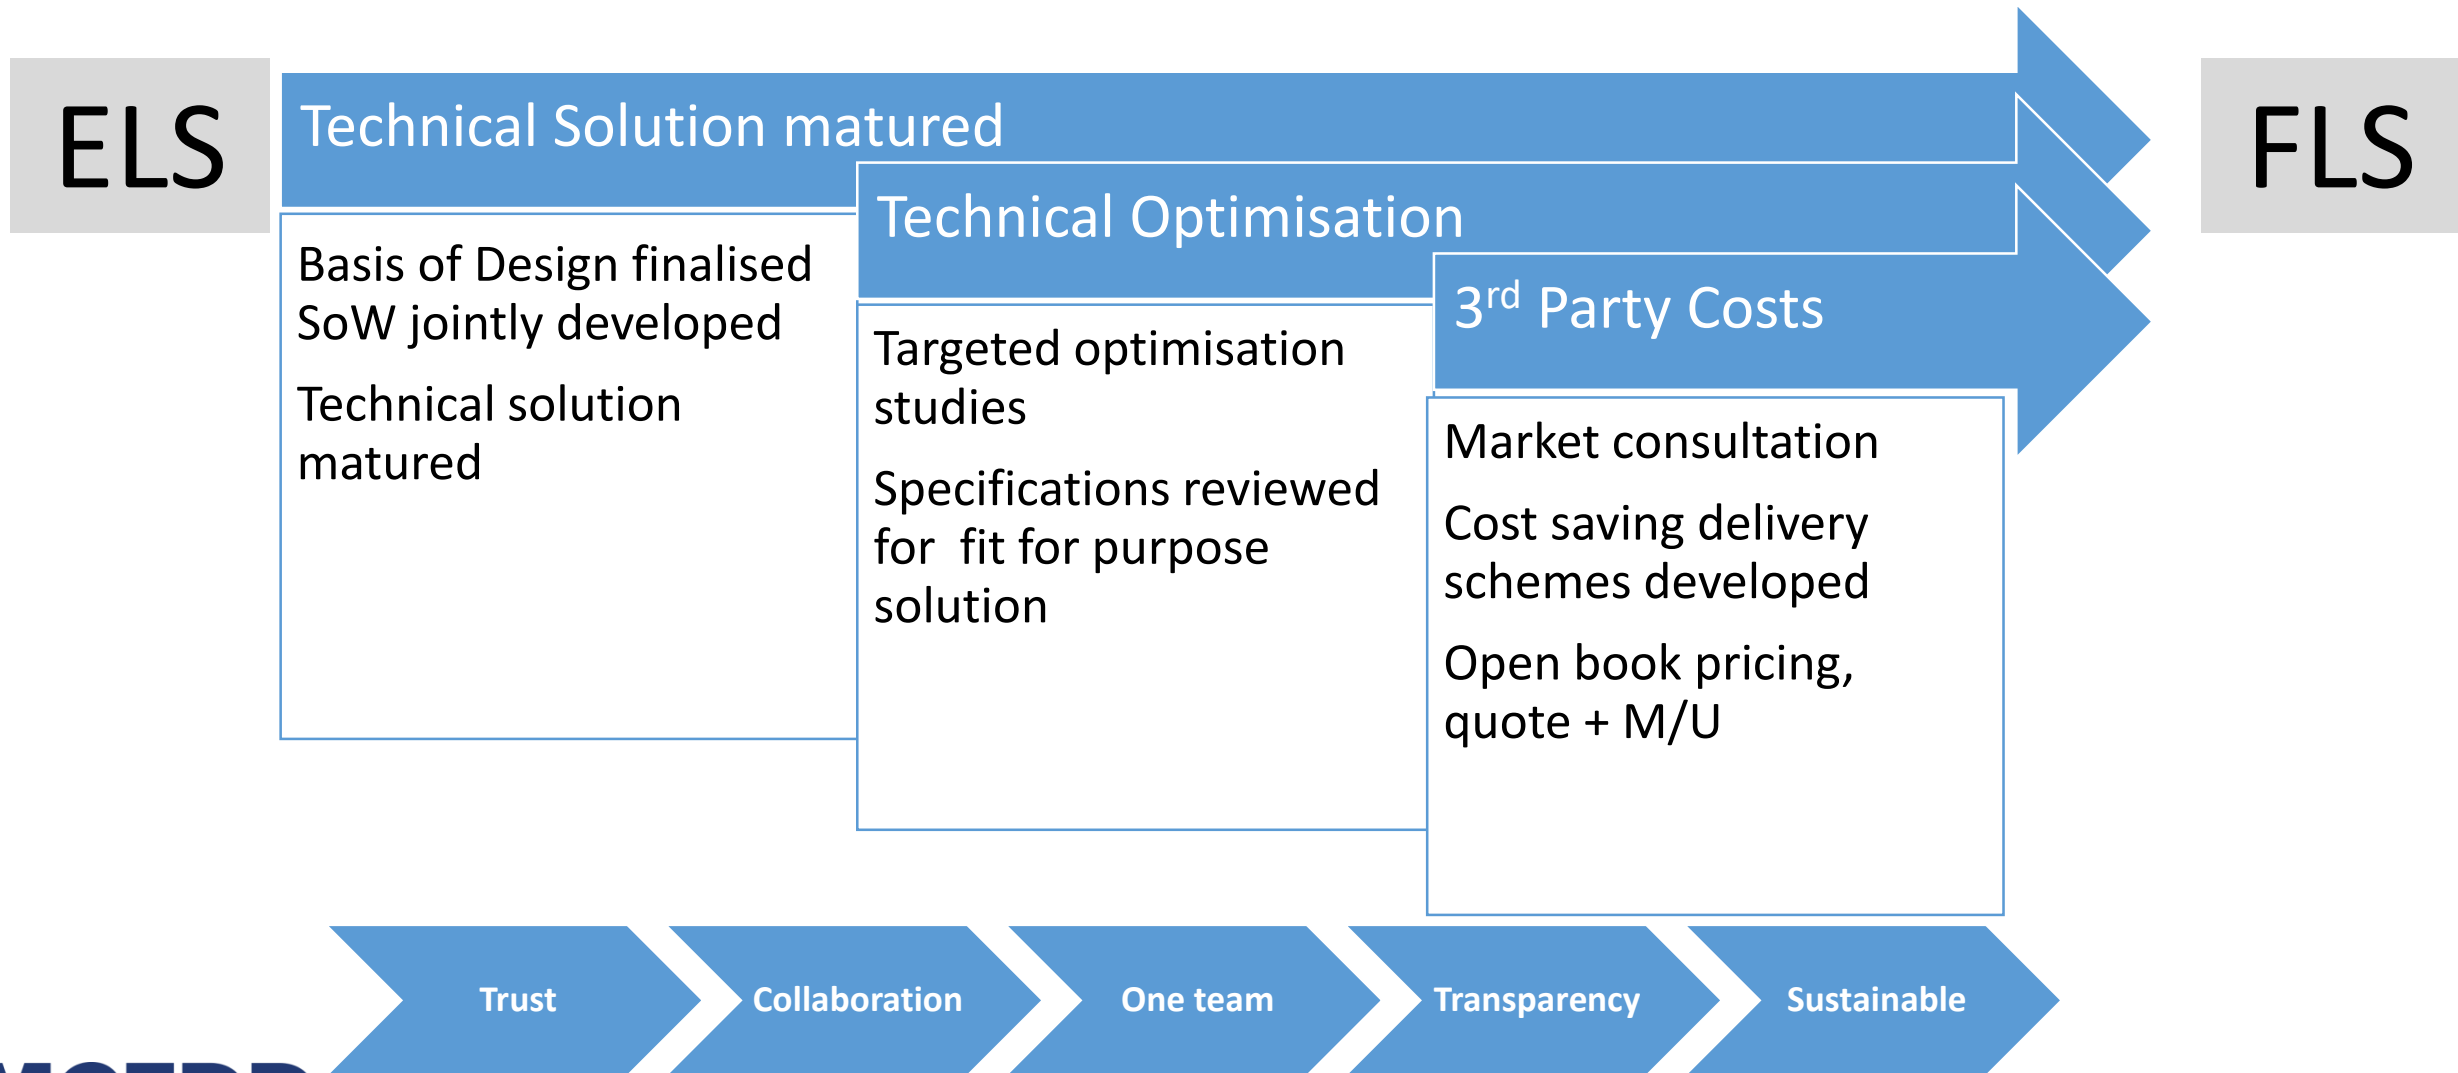 ELS
FLS
Technical Solution matured
Basis of Design finalised
SoW jointly developed
Technical solution
matured
Technical Optimisation
Targeted optimisation
studies
Specifications reviewed
for  fit for purpose
solution
3rd Party Costs
Market consultation
Cost saving delivery
schemes developed
Open book pricing,
quote + M/U
Trust
Collaboration
One team
Transparency
Sustainable